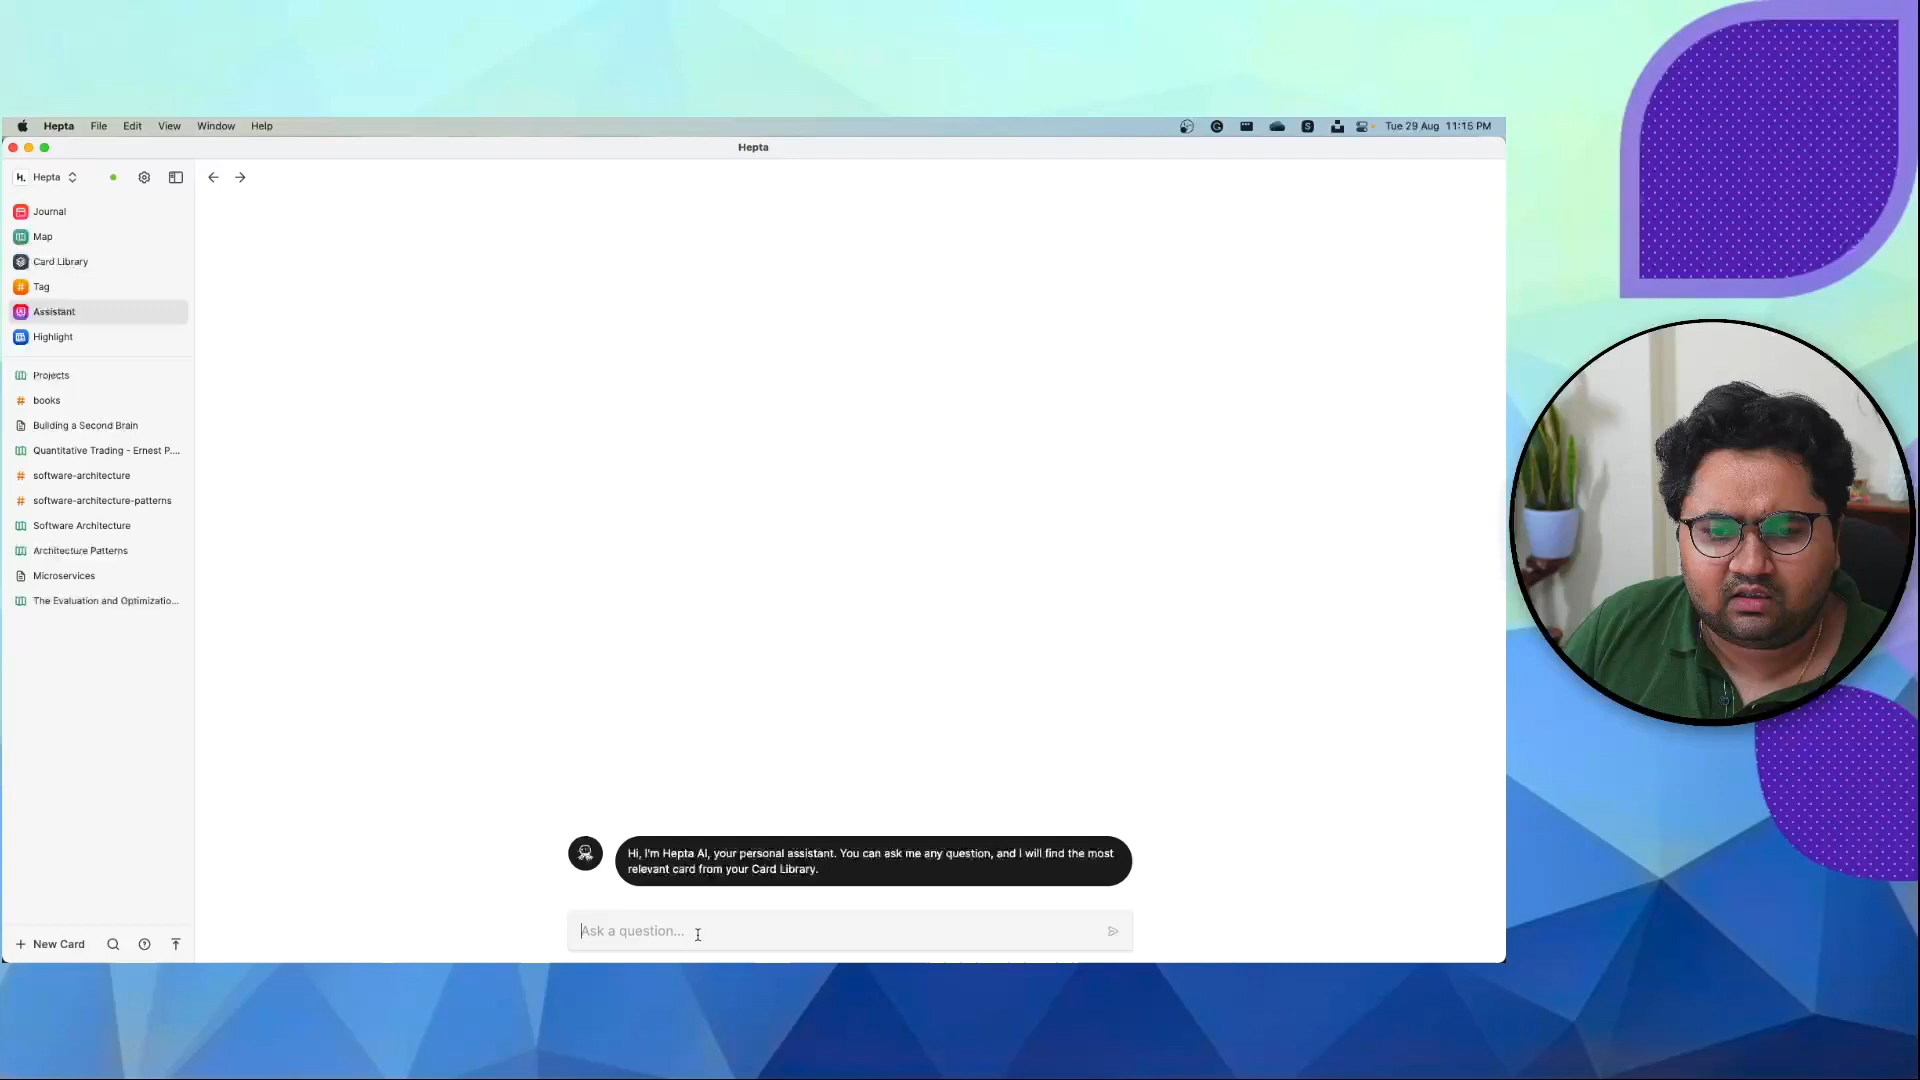 Hepta File Edit View Window Help
Tue 29 Aug 11:15 PM
Hepta
H. Hepta
Journal
Map
Card Library
Tag
Assistant
Highlight
Projects
# books
Building a Second Brain
Quantitative Trading - Ernest P....
# software-architecture
# software-architecture-patterns
Software Architecture
Architecture Patterns
Microservices
The Evaluation and Optimizatio...
Hi, I'm Hepta AI, your personal assistant. You can ask me any question, and I will find the most
relevant card from your Card Library.
Ask a question...
+ New Card